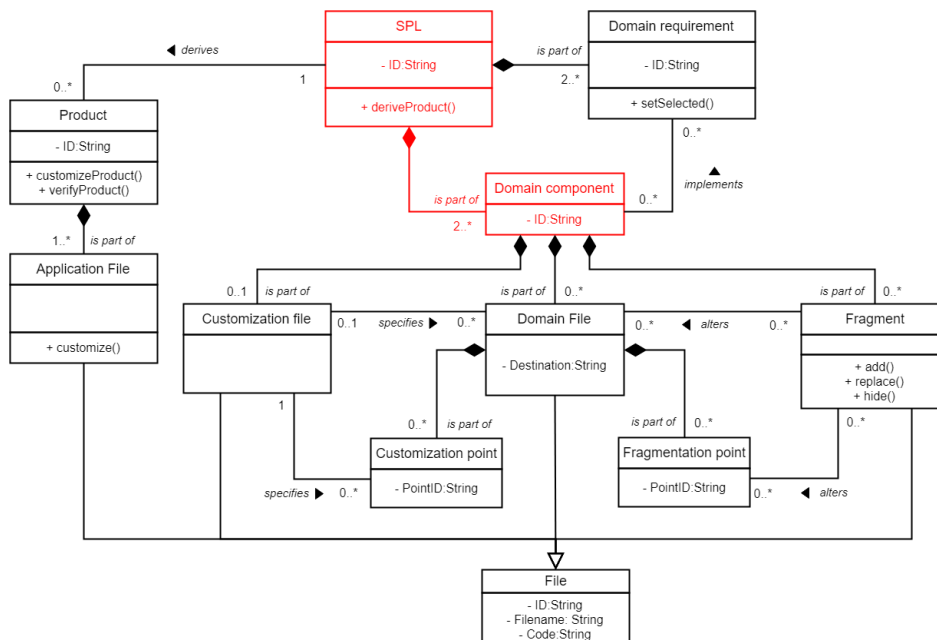 SPL
- ID:String
+ deriveProduct()
Domain requirement
- ID:String
+ setSelected()
◀ derives
1
0..*
is part of
2..*
Product
- ID:String
+ customizeProduct()
+ verifyProduct()
0..*
▲
implements
0..*
is part of
2..*
Domain component
- ID:String
1..*
is part of
Application File
+ customize()
0..1
is part of
is part of
0..*
is part of
0..*
Customization file
0..1
specifies ▶
0..*
Domain File
- Destination:String
0..*
◀ alters
0..*
Fragment
+ add()
+ replace()
+ hide()
1
0..*
is part of
is part of
0..*
0..*
Customization point
- PointID:String
Fragmentation point
- PointID:String
specifies ▶
0..*
0..*
◀ alters
File
- ID:String
- Filename: String
- Code:String